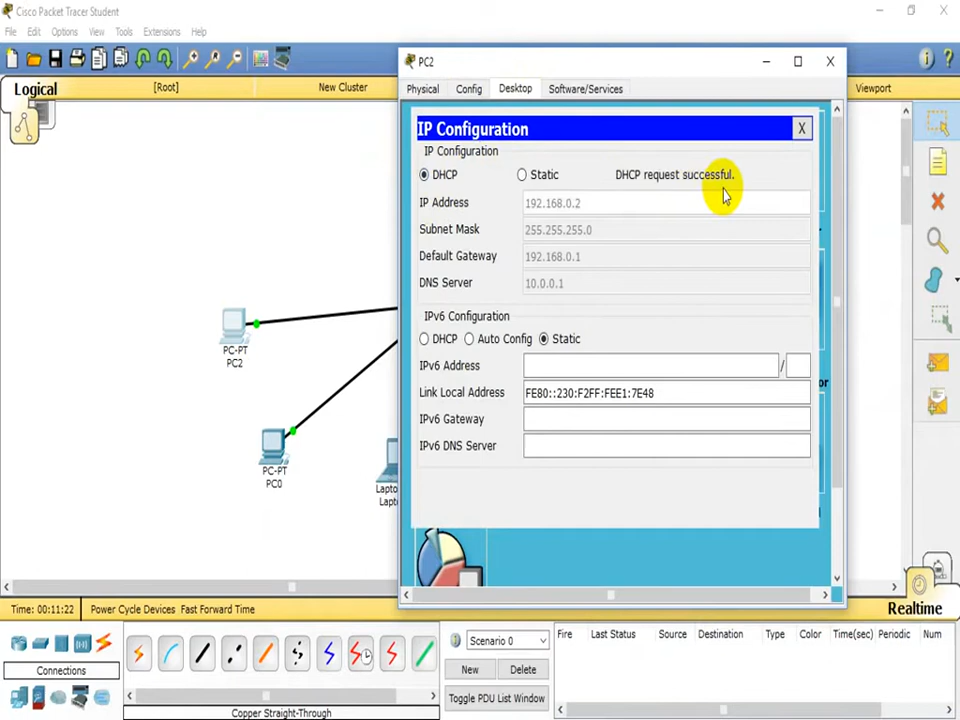 Cisco Packet Tracer Student
File Edit Options View Tools Extensions Help
Logical [Root] New Cluster Viewport
PC2
Physical Config Desktop Software/Services
IP Configuration X
IP Configuration
DHCP Static DHCP request successful.
IP Address 192.168.0.2
Subnet Mask 255.255.255.0
Default Gateway 192.168.0.1
DNS Server 10.0.0.1
IPv6 Configuration
DHCP Auto Config Static
IPv6 Address /
Link Local Address FE80::230:F2FF:FEE1:7E48
IPv6 Gateway
IPv6 DNS Server
PC-PT
PC2
PC-PT
PC0
Time: 00:11:22 Power Cycle Devices Fast Forward Time Realtime
Connections
Copper Straight-Through
Scenario 0
New Delete
Toggle PDU List Window
Fire Last Status Source Destination Type Color Time(sec) Periodic Num